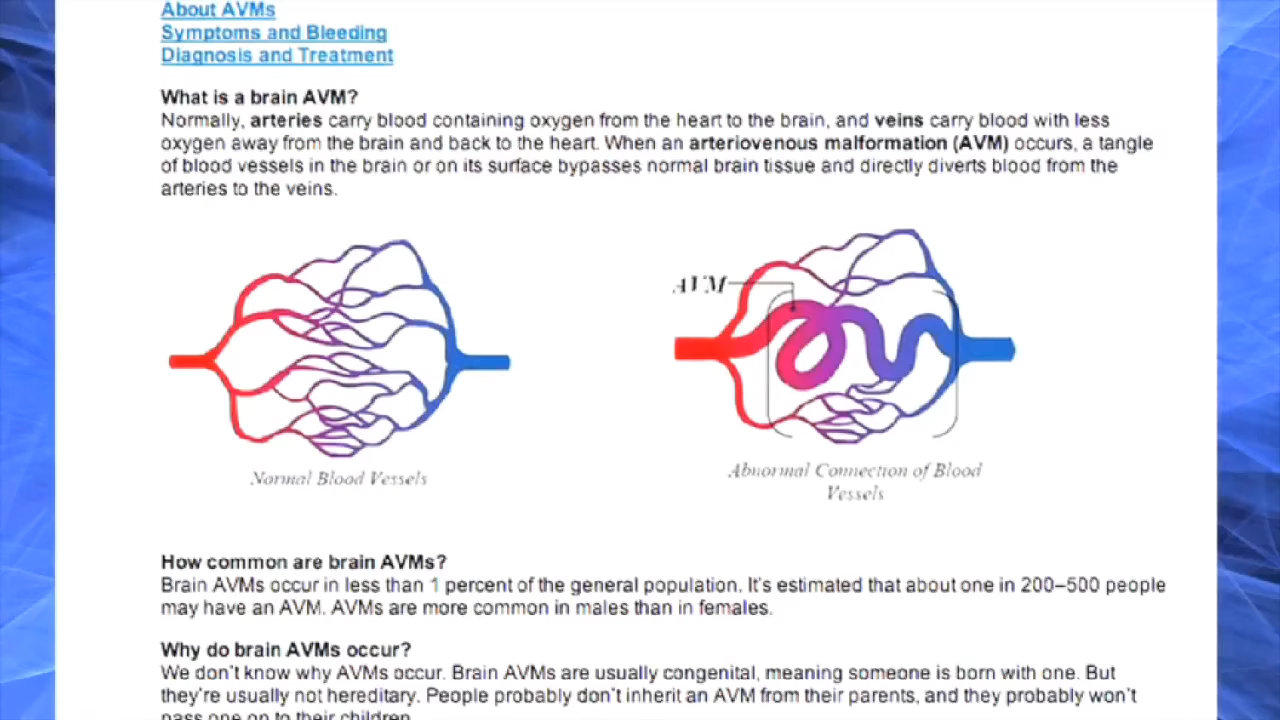 About AVMs
Symptoms and Bleeding
Diagnosis and Treatment
What is a brain AVM?
Normally, arteries carry blood containing oxygen from the heart to the brain, and veins carry blood with less
oxygen away from the brain and back to the heart. When an arteriovenous malformation (AVM) occurs, a tangle
of blood vessels in the brain or on its surface bypasses normal brain tissue and directly diverts blood from the
arteries to the veins.
AVM
Normal Blood Vessels
Abnormal Connection of Blood
Vessels
How common are brain AVMs?
Brain AVMs occur in less than 1 percent of the general population. It's estimated that about one in 200–500 people
may have an AVM. AVMs are more common in males than in females.
Why do brain AVMs occur?
We don't know why AVMs occur. Brain AVMs are usually congenital, meaning someone is born with one. But
they're usually not hereditary. People probably don't inherit an AVM from their parents, and they probably won't
pass one on to their children.